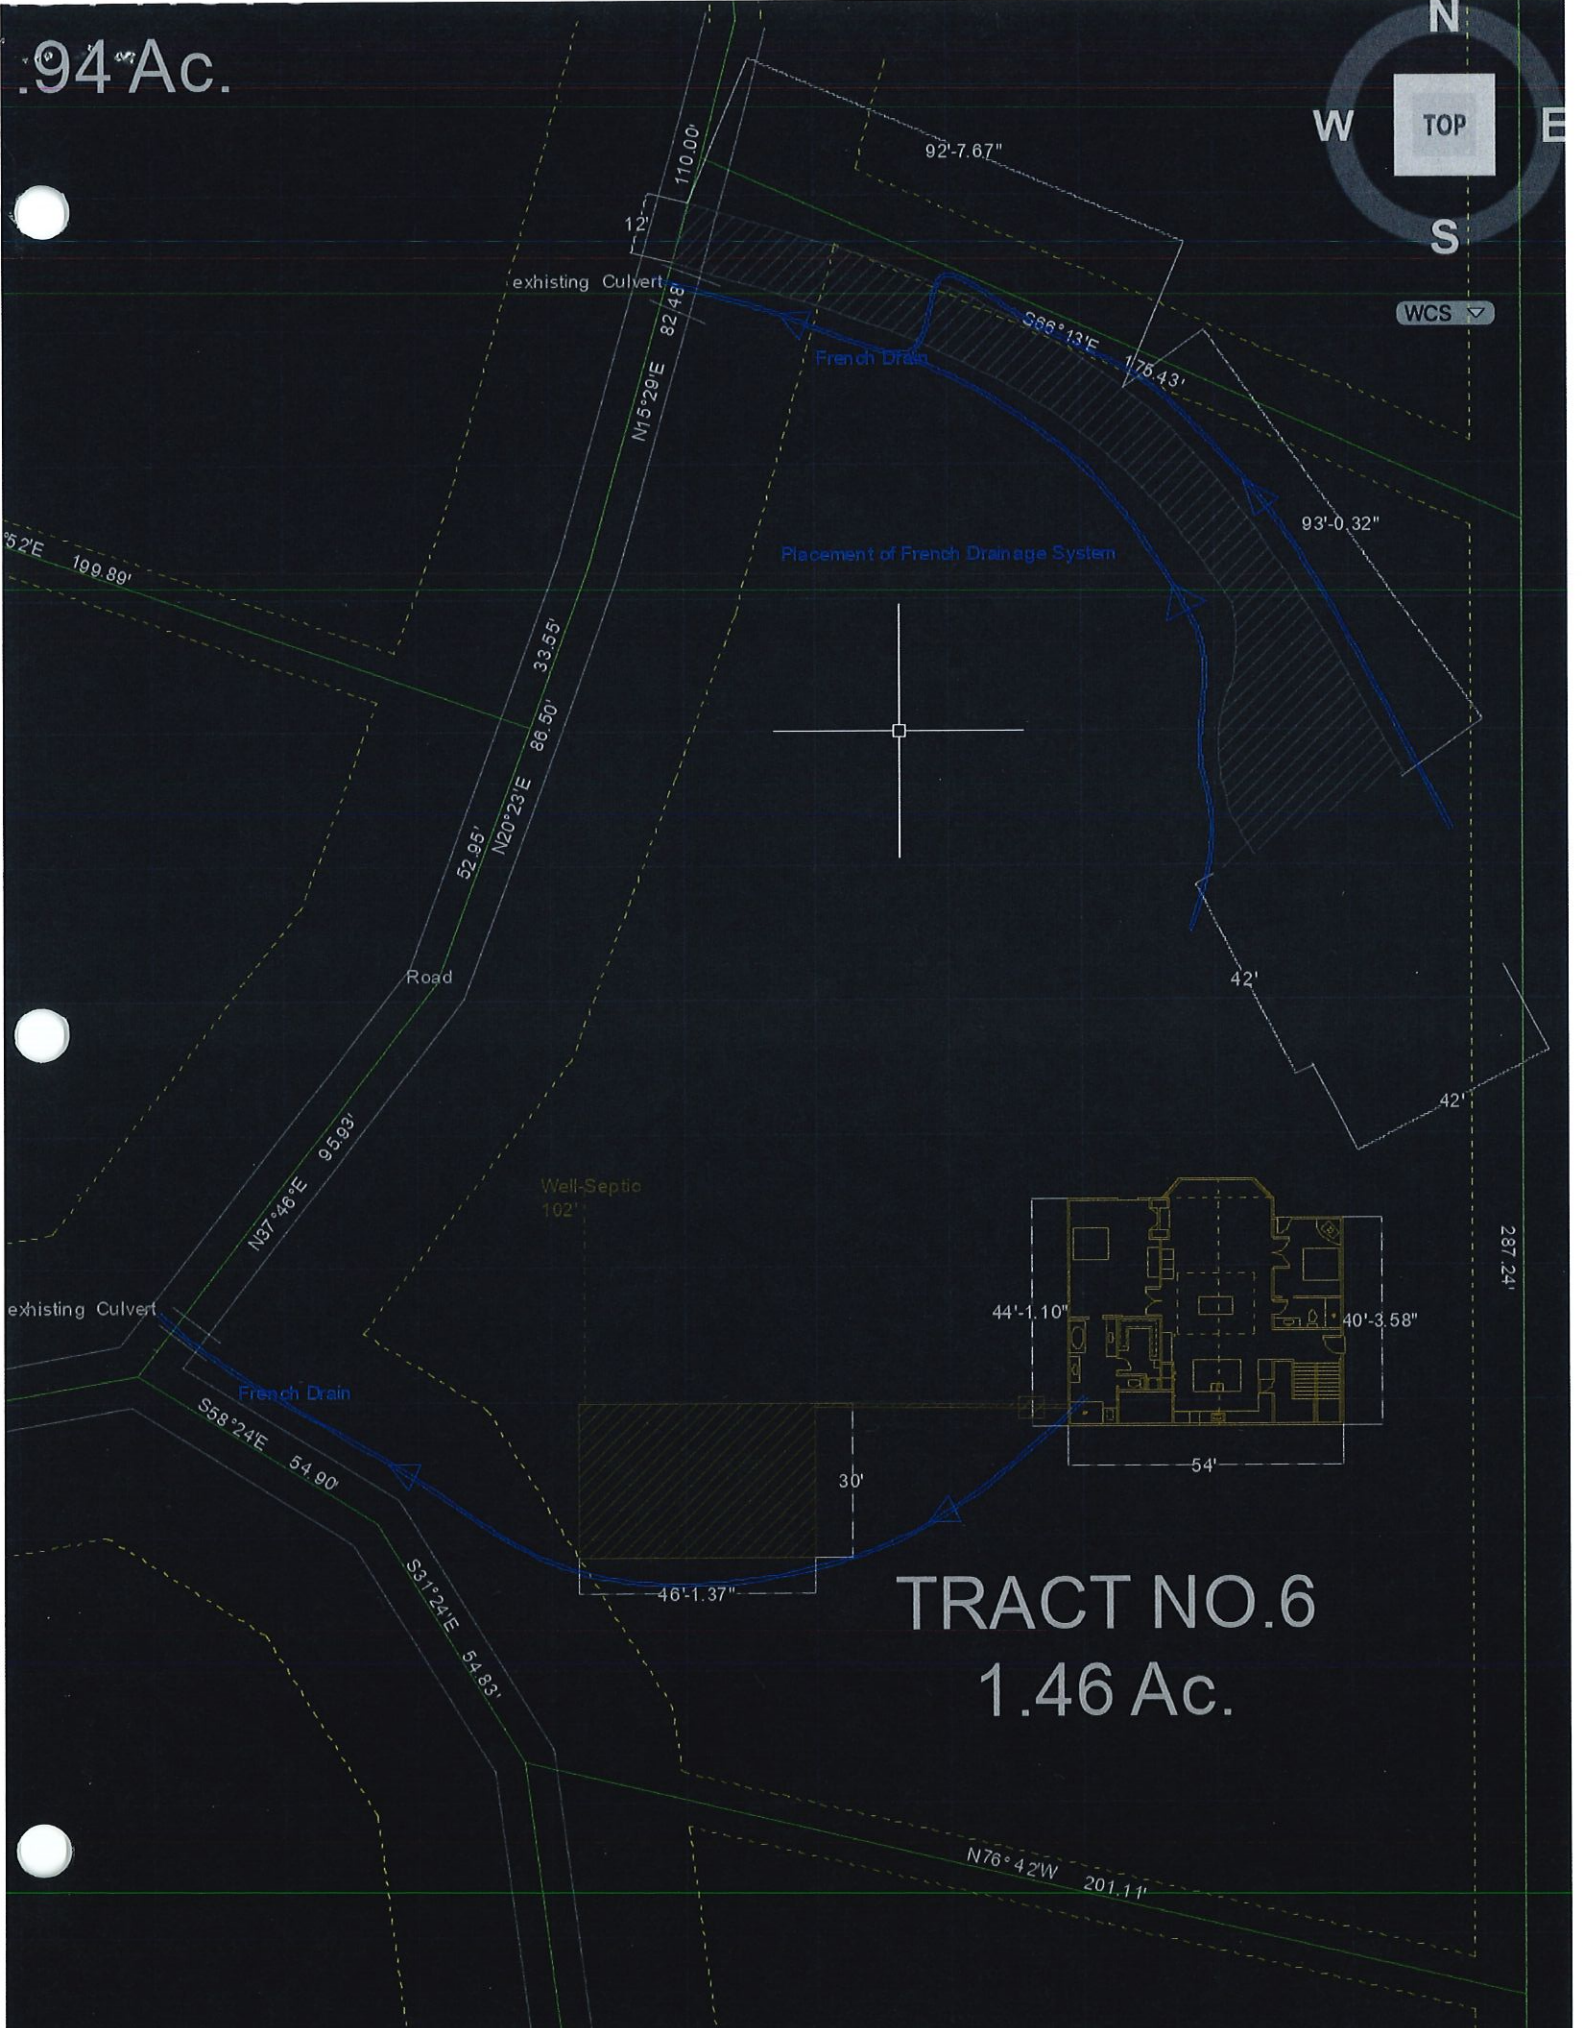 .94 Ac.
N
W
TOP
E
S
WCS
110.00'
92'-7.67"
12'
exhisting Culvert
82.48
S66°13'E
175.43'
French Drain
N15°29'E
93'-0.32"
Placement of French Drainage System
°52'E
199.89'
33.55'
86.50'
N20°23'E
52.95'
Road
42'
42'
95.93'
N37°46'E
Well-Septic
102'
287.24'
exhisting Culvert
44'-1.10"
40'-3.58"
French Drain
S58°24'E
54.90'
54'
30'
46'-1.37"
S31°24'E
54.83'
TRACT NO.6
1.46 Ac.
N76°42'W
201.11'